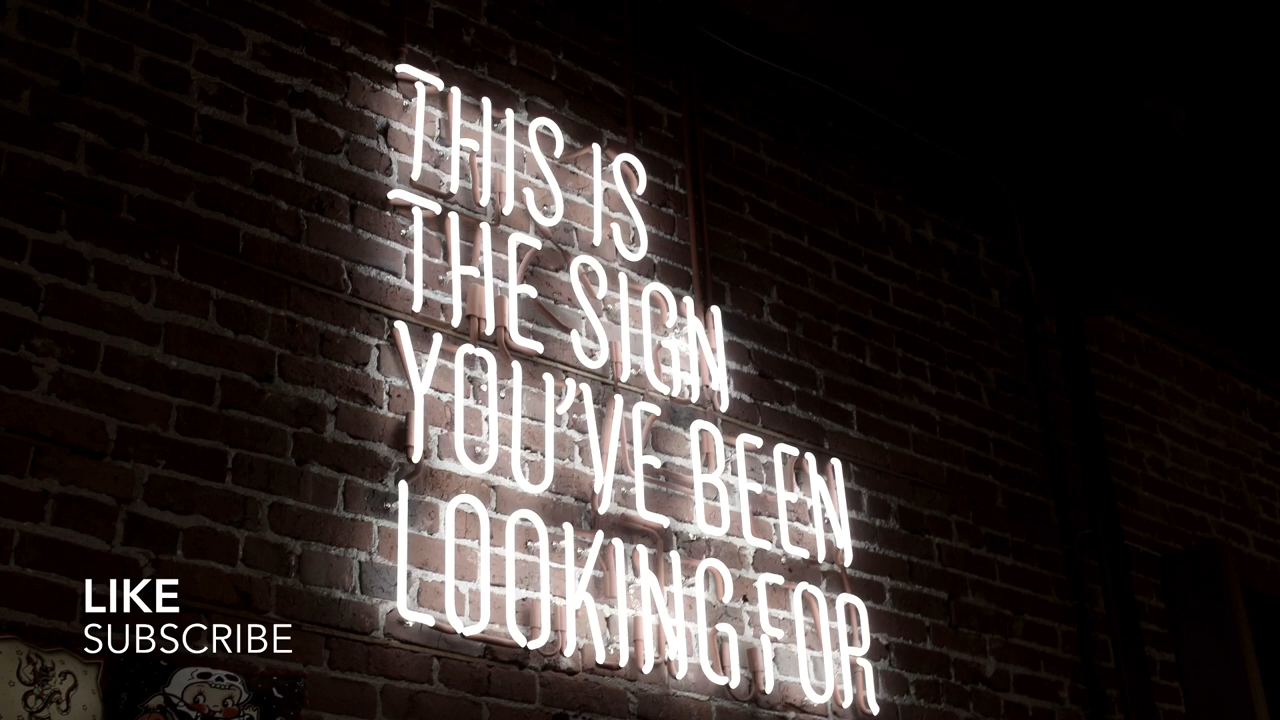 THIS IS
THE SIGN
YOU'VE BEEN
LOOKING FOR
LIKE
SUBSCRIBE